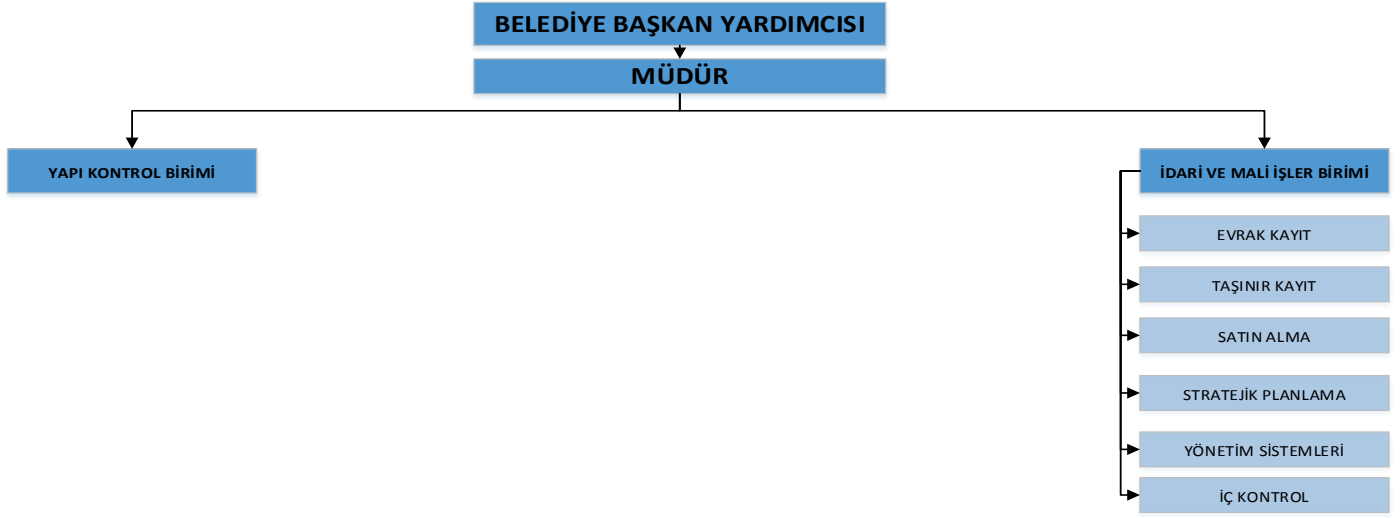 BELEDİYE BAŞKAN YARDIMCISI
MÜDÜR
YAPI KONTROL BİRİMİ
İDARİ VE MALİ İŞLER BİRİMİ
EVRAK KAYIT
TAŞINIR KAYIT
SATIN ALMA
STRATEJİK PLANLAMA
YÖNETİM SİSTEMLERİ
İÇ KONTROL